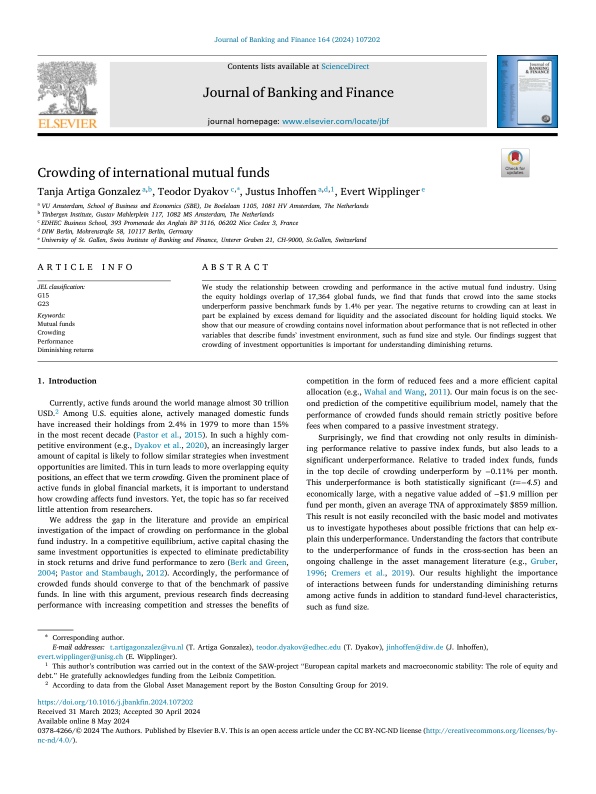 Journal of Banking and Finance 164 (2024) 107202
Contents lists available at ScienceDirect
Journal of Banking and Finance
journal homepage: www.elsevier.com/locate/jbf
ELSEVIER
Journal of
BANKING
& FINANCE
Check for
updates
Crowding of international mutual funds
Tanja Artiga Gonzalez a,b, Teodor Dyakov c,*, Justus Inhoffen a,d,1, Evert Wipplinger e
a VU Amsterdam, School of Business and Economics (SBE), De Boelelaan 1105, 1081 HV Amsterdam, The Netherlands
b Tinbergen Institute, Gustav Mahlerplein 117, 1082 MS Amsterdam, The Netherlands
c EDHEC Business School, 393 Promenade des Anglais BP 3116, 06202 Nice Cedex 3, France
d DIW Berlin, Mohrenstraße 58, 10117 Berlin, Germany
e University of St. Gallen, Swiss Institute of Banking and Finance, Unterer Graben 21, CH-9000, St.Gallen, Switzerland
ARTICLE INFO
JEL classification:
G15
G23
Keywords:
Mutual funds
Crowding
Performance
Diminishing returns
ABSTRACT
We study the relationship between crowding and performance in the active mutual fund industry. Using
the equity holdings overlap of 17,364 global funds, we find that funds that crowd into the same stocks
underperform passive benchmark funds by 1.4% per year. The negative returns to crowding can at least in
part be explained by excess demand for liquidity and the associated discount for holding liquid stocks. We
show that our measure of crowding contains novel information about performance that is not reflected in other
variables that describe funds' investment environment, such as fund size and style. Our findings suggest that
crowding of investment opportunities is important for understanding diminishing returns.
1. Introduction
Currently, active funds around the world manage almost 30 trillion
USD.2 Among U.S. equities alone, actively managed domestic funds
have increased their holdings from 2.4% in 1979 to more than 15%
in the most recent decade (Pastor et al., 2015). In such a highly com-
petitive environment (e.g., Dyakov et al., 2020), an increasingly larger
amount of capital is likely to follow similar strategies when investment
opportunities are limited. This in turn leads to more overlapping equity
positions, an effect that we term crowding. Given the prominent place of
active funds in global financial markets, it is important to understand
how crowding affects fund investors. Yet, the topic has so far received
little attention from researchers.
We address the gap in the literature and provide an empirical
investigation of the impact of crowding on performance in the global
fund industry. In a competitive equilibrium, active capital chasing the
same investment opportunities is expected to eliminate predictability
in stock returns and drive fund performance to zero (Berk and Green,
2004; Pastor and Stambaugh, 2012). Accordingly, the performance of
crowded funds should converge to that of the benchmark of passive
funds. In line with this argument, previous research finds decreasing
performance with increasing competition and stresses the benefits of
competition in the form of reduced fees and a more efficient capital
allocation (e.g., Wahal and Wang, 2011). Our main focus is on the sec-
ond prediction of the competitive equilibrium model, namely that the
performance of crowded funds should remain strictly positive before
fees when compared to a passive investment strategy.
Surprisingly, we find that crowding not only results in diminish-
ing performance relative to passive index funds, but also leads to a
significant underperformance. Relative to traded index funds, funds
in the top decile of crowding underperform by −0.11% per month.
This underperformance is both statistically significant (t=−4.5) and
economically large, with a negative value added of −$1.9 million per
fund per month, given an average TNA of approximately $859 million.
This result is not easily reconciled with the basic model and motivates
us to investigate hypotheses about possible frictions that can help ex-
plain this underperformance. Understanding the factors that contribute
to the underperformance of funds in the cross-section has been an
ongoing challenge in the asset management literature (e.g., Gruber,
1996; Cremers et al., 2019). Our results highlight the importance
of interactions between funds for understanding diminishing returns
among active funds in addition to standard fund-level characteristics,
such as fund size.
* Corresponding author.
E-mail addresses: t.artigagonzalez@vu.nl (T. Artiga Gonzalez), teodor.dyakov@edhec.edu (T. Dyakov), jinhoffen@diw.de (J. Inhoffen),
evert.wipplinger@unisg.ch (E. Wipplinger).
1 This author's contribution was carried out in the context of the SAW-project "European capital markets and macroeconomic stability: The role of equity and
debt." He gratefully acknowledges funding from the Leibniz Competition.
2 According to data from the Global Asset Management report by the Boston Consulting Group for 2019.
https://doi.org/10.1016/j.jbankfin.2024.107202
Received 31 March 2023; Accepted 30 April 2024
Available online 8 May 2024
0378-4266/© 2024 The Authors. Published by Elsevier B.V. This is an open access article under the CC BY-NC-ND license (http://creativecommons.org/licenses/by-
nc-nd/4.0/).